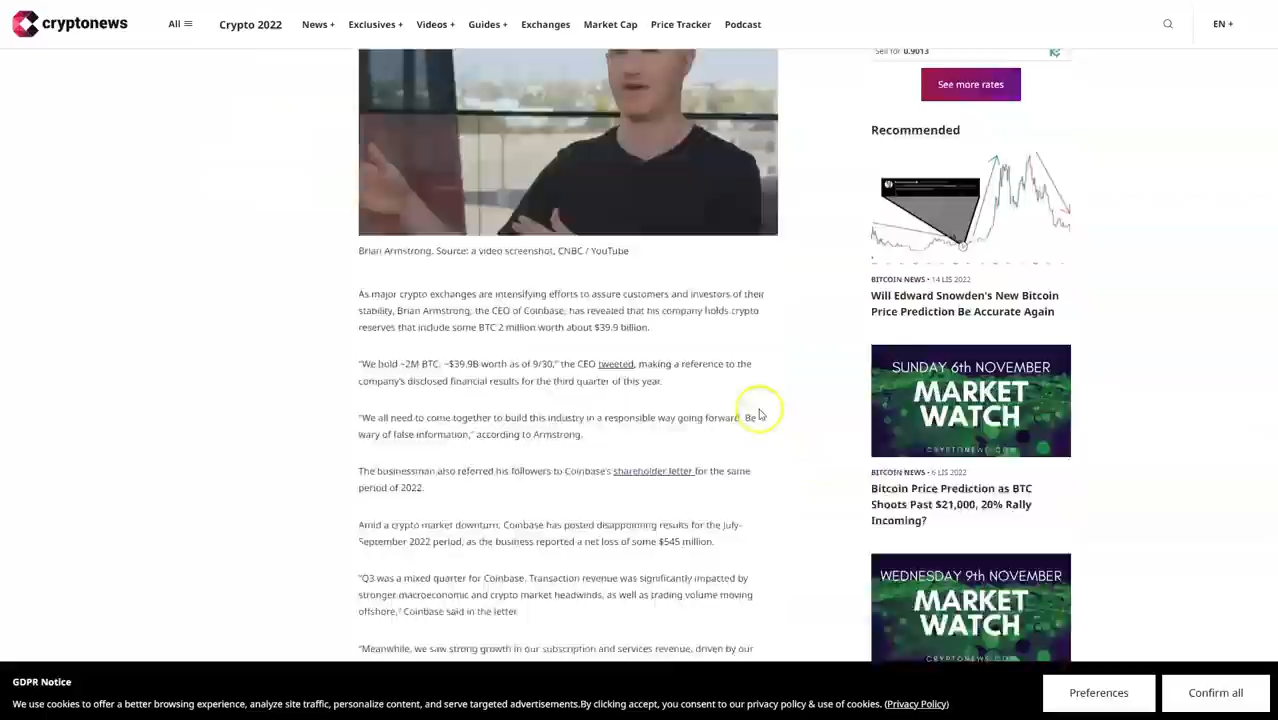 cryptonews
All
Crypto 2022
News +
Exclusives +
Videos +
Guides +
Exchanges
Market Cap
Price Tracker
Podcast
EN +
Sell for 0.9013
See more rates
Recommended
Brian Armstrong. Source: a video screenshot, CNBC / YouTube
As major crypto exchanges are intensifying efforts to assure customers and investors of their
stability, Brian Armstrong, the CEO of Coinbase, has revealed that his company holds crypto
reserves that include some BTC 2 million worth about $39.9 billion.
"We hold ~2M BTC. ~$39.9B worth as of 9/30," the CEO tweeted, making a reference to the
company's disclosed financial results for the third quarter of this year.
"We all need to come together to build this industry in a responsible way going forward. Be
wary of false information," according to Armstrong.
The businessman also referred his followers to Coinbase's shareholder letter for the same
period of 2022.
Amid a crypto market downturn, Coinbase has posted disappointing results for the July-
September 2022 period, as the business reported a net loss of some $545 million.
"Q3 was a mixed quarter for Coinbase. Transaction revenue was significantly impacted by
stronger macroeconomic and crypto market headwinds, as well as trading volume moving
offshore," Coinbase said in the letter.
"Meanwhile, we saw strong growth in our subscription and services revenue, driven by our
BITCOIN NEWS • 14 LIS 2022
Will Edward Snowden's New Bitcoin
Price Prediction Be Accurate Again
SUNDAY 6th NOVEMBER
MARKET
WATCH
CRYPTONEWS.COM
BITCOIN NEWS • 6 LIS 2022
Bitcoin Price Prediction as BTC
Shoots Past $21,000, 20% Rally
Incoming?
WEDNESDAY 9th NOVEMBER
MARKET
WATCH
CRYPTONEWS.COM
GDPR Notice
We use cookies to offer a better browsing experience, analyze site traffic, personalize content, and serve targeted advertisements.By clicking accept, you consent to our privacy policy & use of cookies. (Privacy Policy)
Preferences
Confirm all